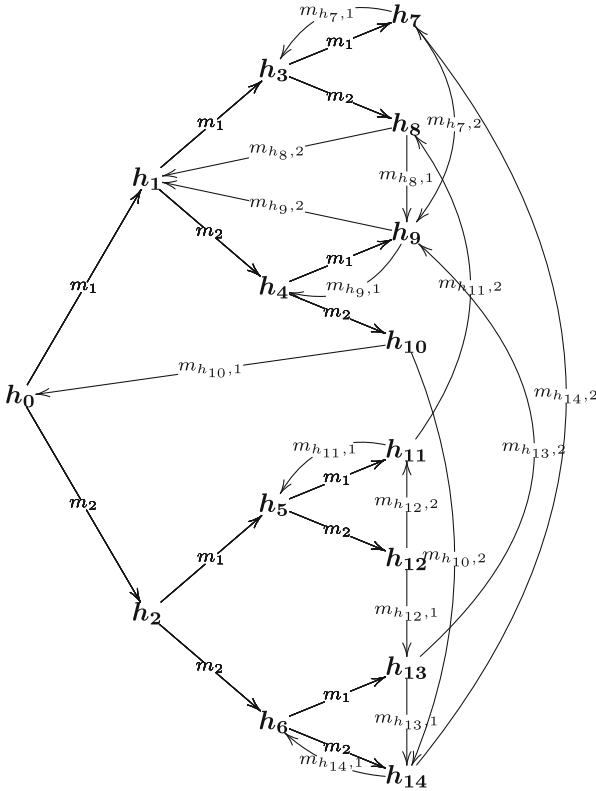 m_{h_7,1}
h_7
m_1
h_3
m_2
h_8
m_{h_7,2}
m_1
m_{h_8,2}
m_{h_8,1}
h_1
m_{h_9,2}
m_2
h_9
m_1
m_1
h_4
m_{h_9,1}
m_{h_{11},2}
m_2
h_{10}
m_{h_{10},1}
h_0
m_{h_{14},2}
m_{h_{11},1}
h_{11}
m_{h_{13},2}
m_1
m_2
h_5
m_{h_{12},2}
m_2
m_1
h_{12}
m_{h_{10},2}
h_2
m_{h_{12},1}
m_2
h_{13}
m_1
h_6
m_{h_{13},1}
m_2
m_{h_{14},1}
h_{14}